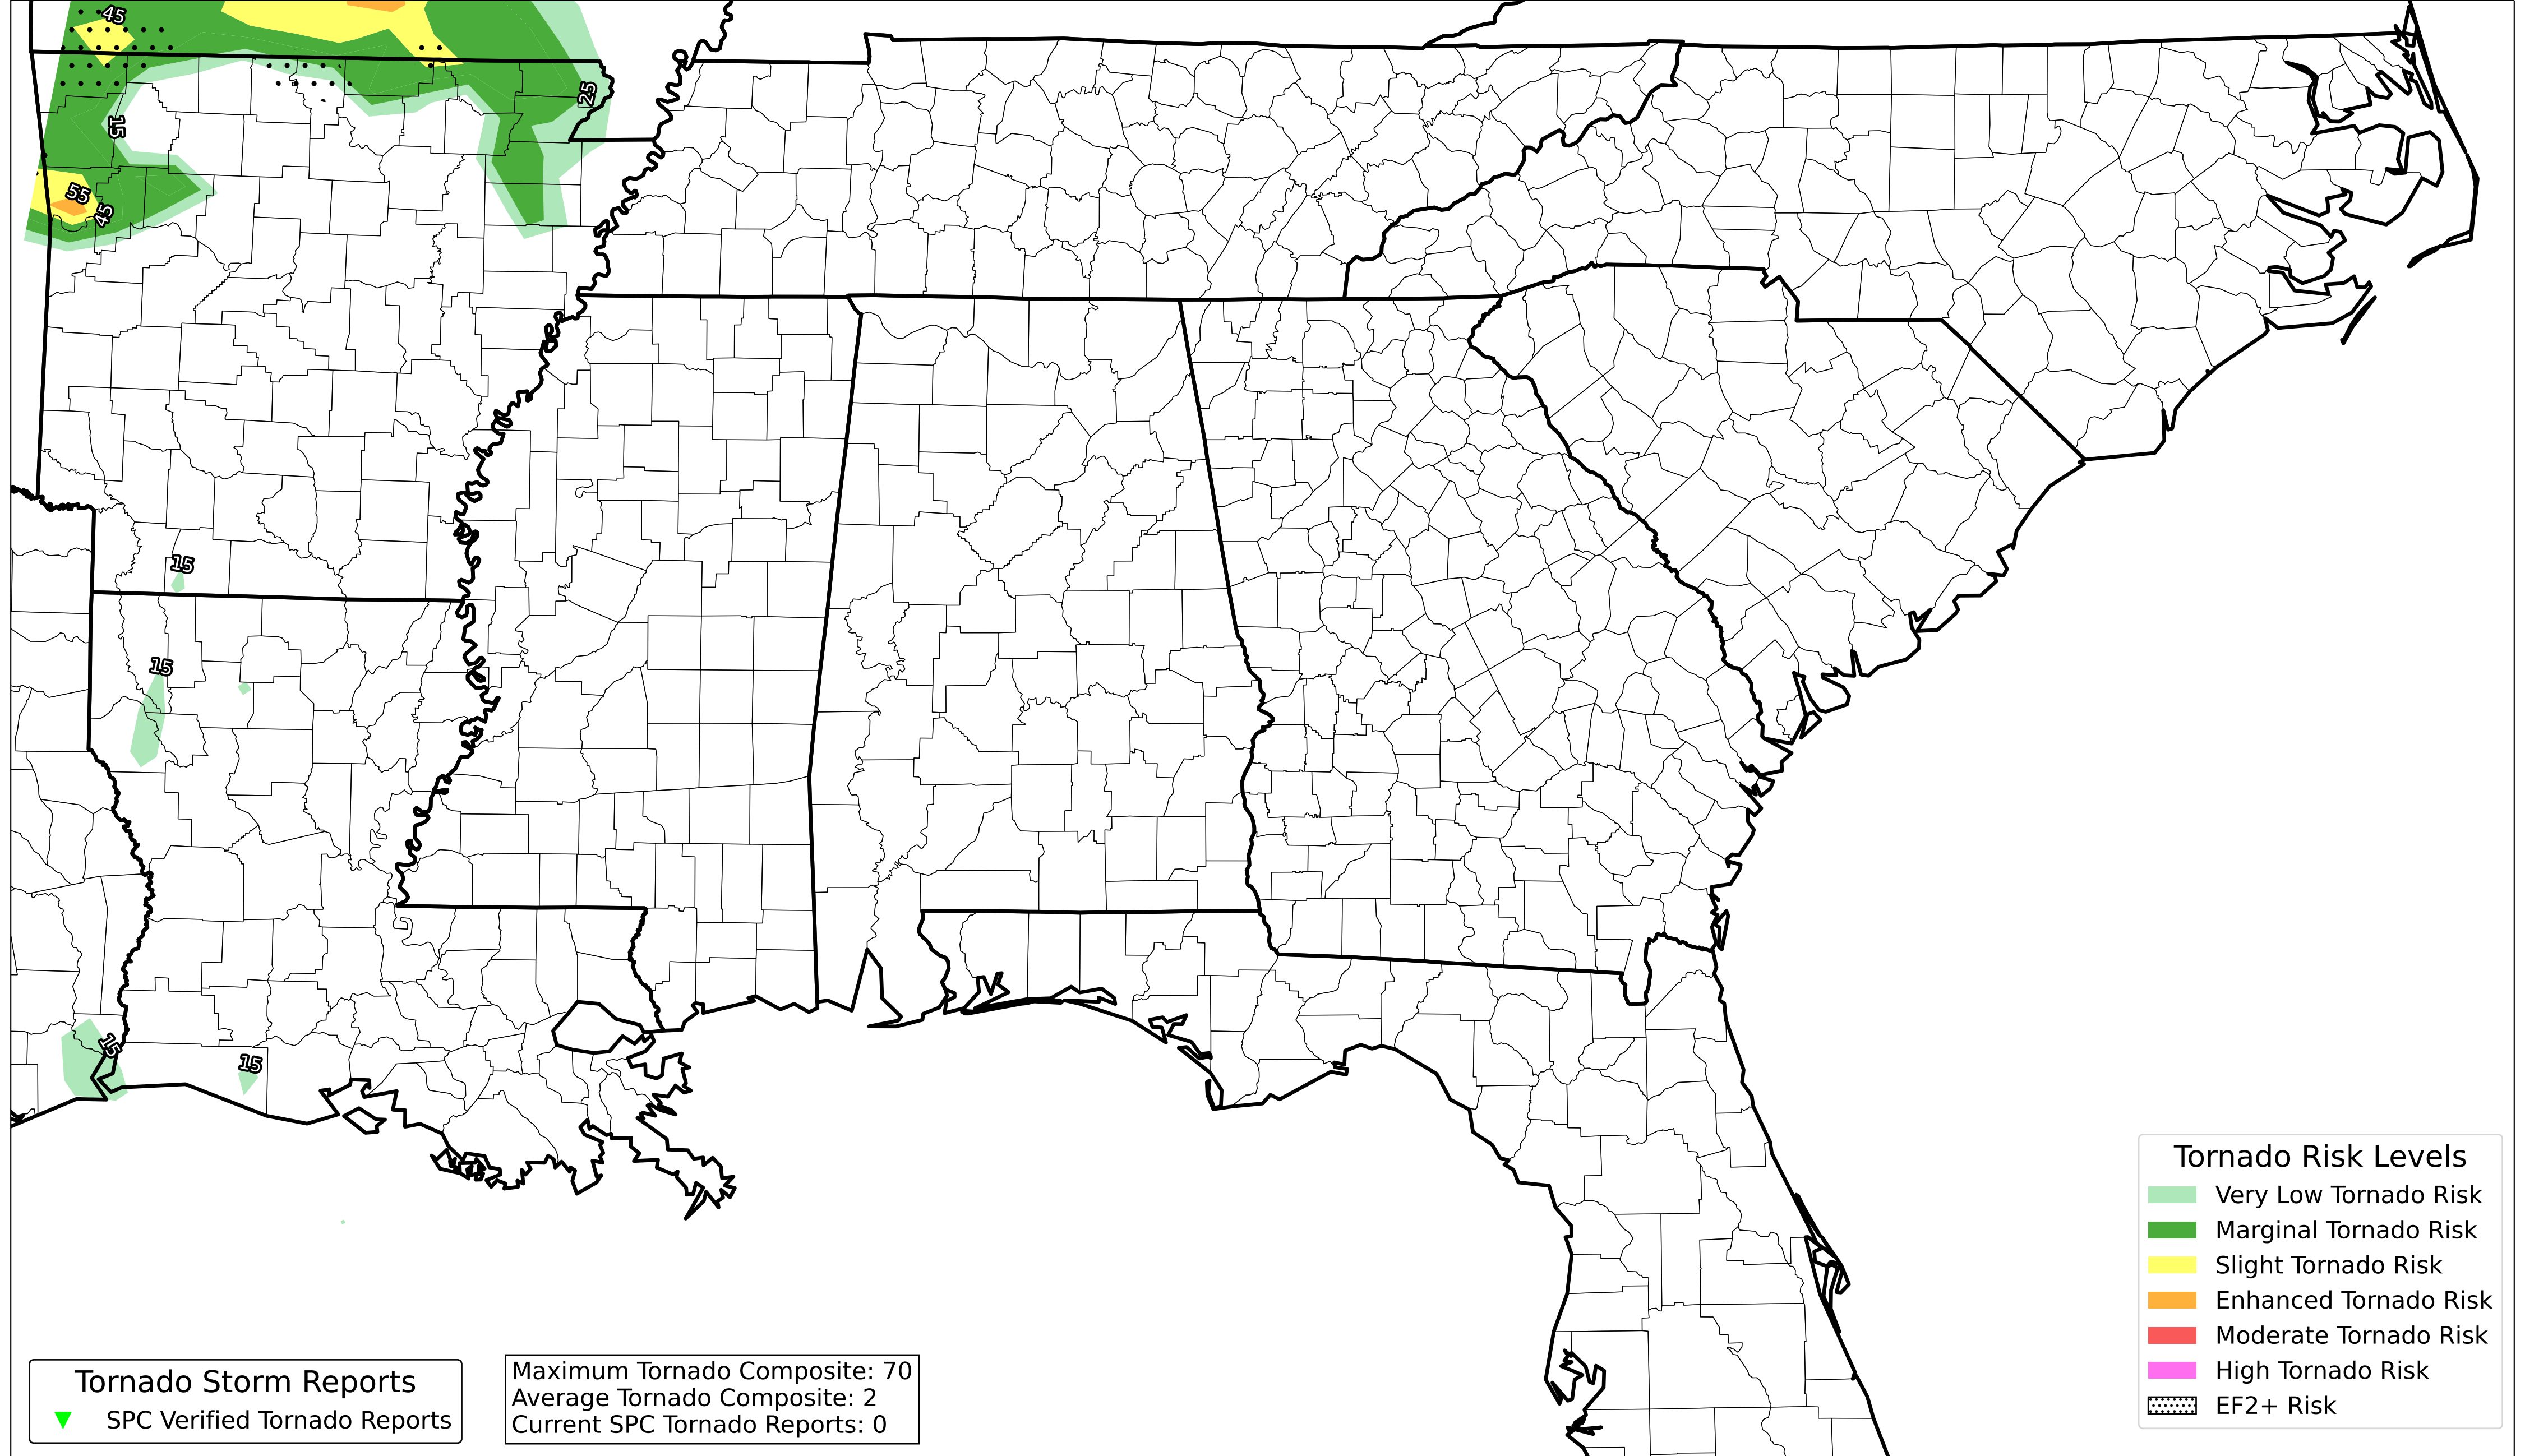 45
25
15
55
45
15
15
15
15
Tornado Risk Levels
Very Low Tornado Risk
Marginal Tornado Risk
Slight Tornado Risk
Enhanced Tornado Risk
Moderate Tornado Risk
High Tornado Risk
EF2+ Risk
Tornado Storm Reports
SPC Verified Tornado Reports
Maximum Tornado Composite: 70
Average Tornado Composite: 2
Current SPC Tornado Reports: 0